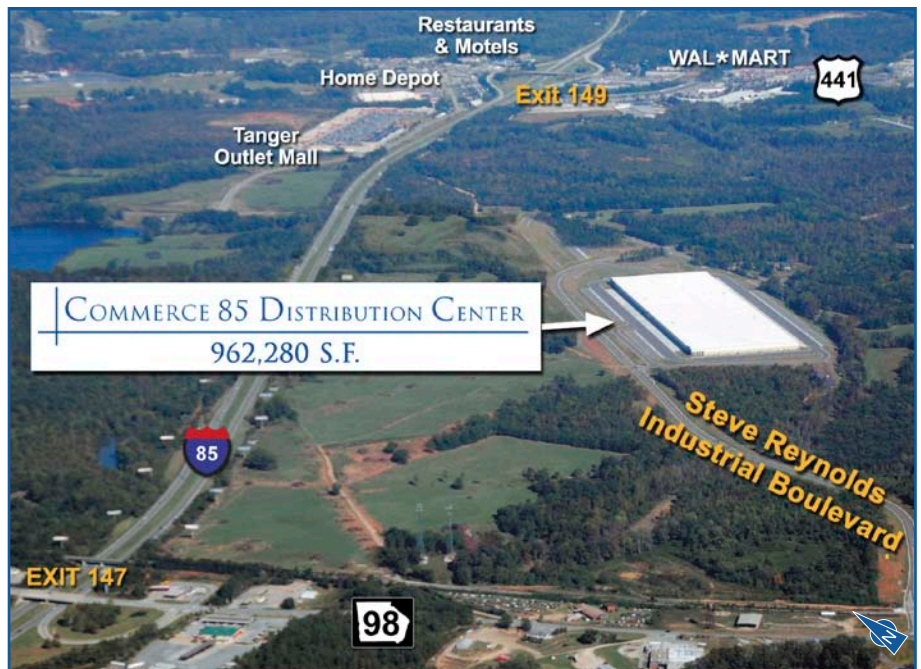 Restaurants
& Motels
WAL*MART
Home Depot
441
Exit 149
Tanger
Outlet Mall
COMMERCE 85 DISTRIBUTION CENTER
962,280 S.F.
Steve Reynolds
Industrial Boulevard
85
EXIT 147
98
N